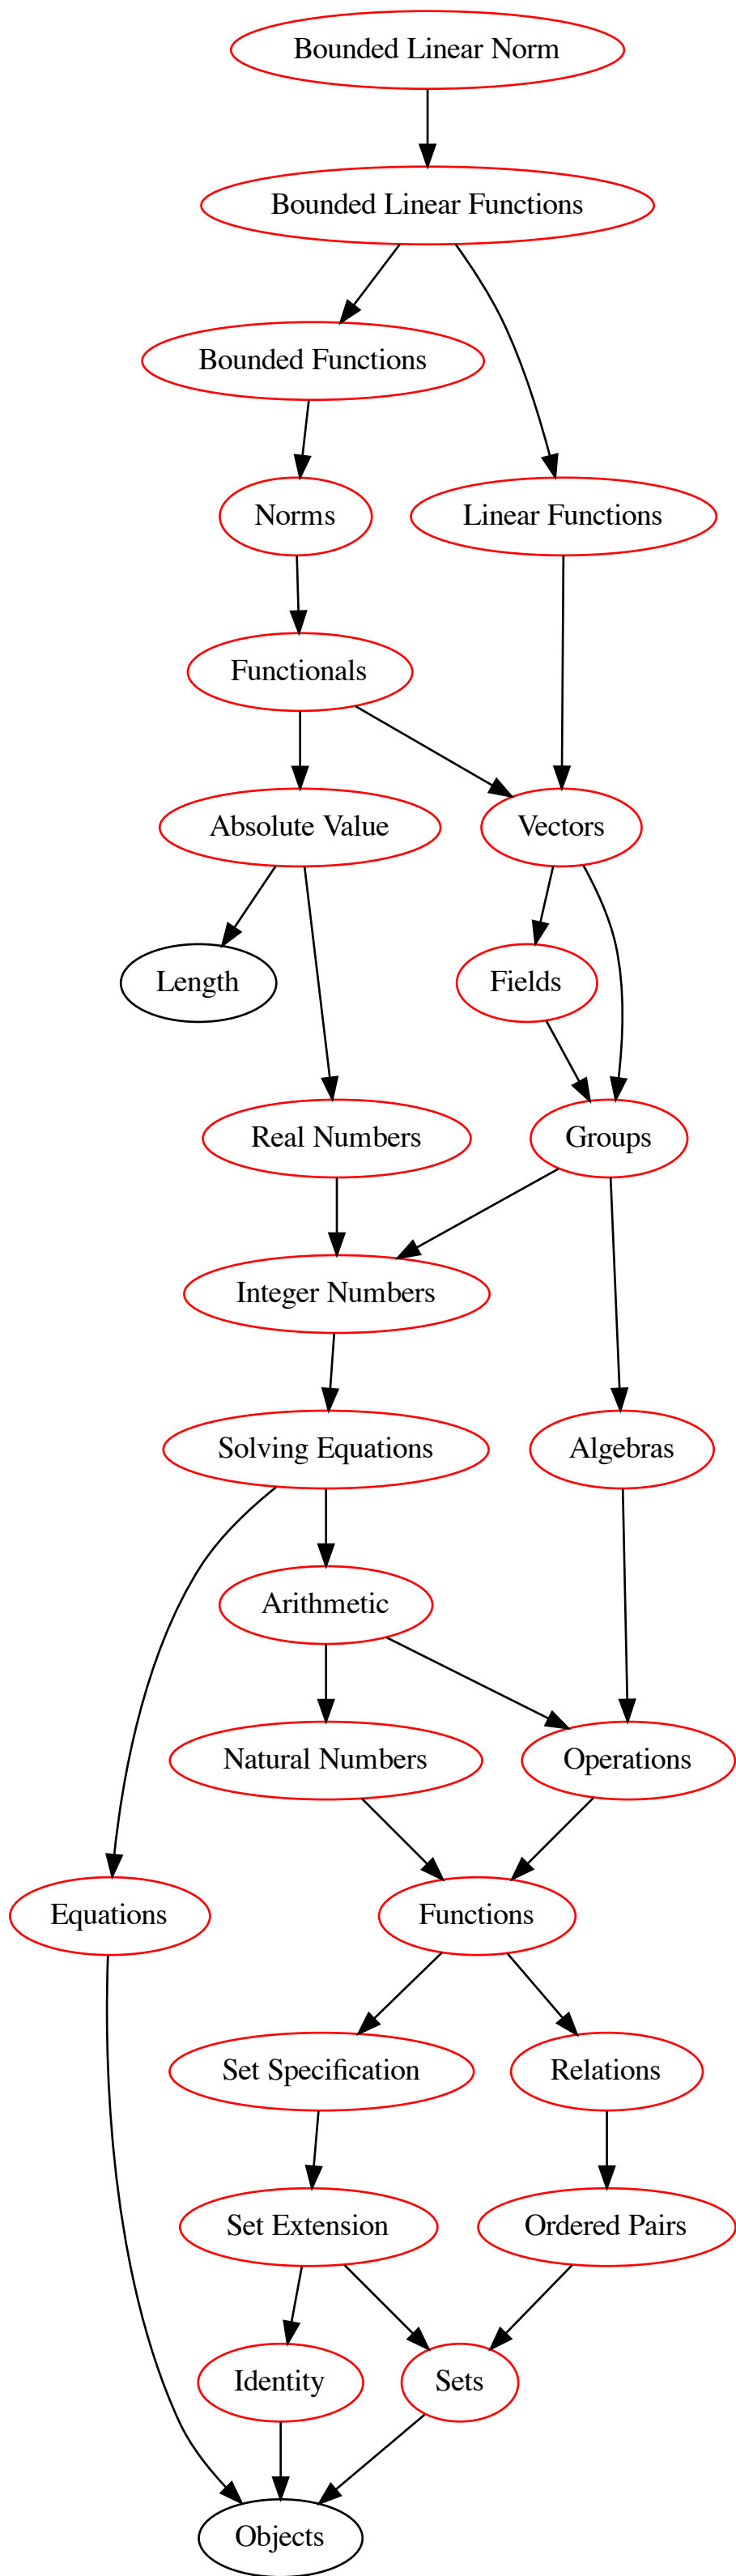 Bounded Linear Norm
Bounded Linear Functions
Bounded Functions
Norms
Linear Functions
Functionals
Absolute Value
Vectors
Length
Fields
Real Numbers
Groups
Integer Numbers
Solving Equations
Algebras
Arithmetic
Natural Numbers
Operations
Equations
Functions
Set Specification
Relations
Set Extension
Ordered Pairs
Identity
Sets
Objects